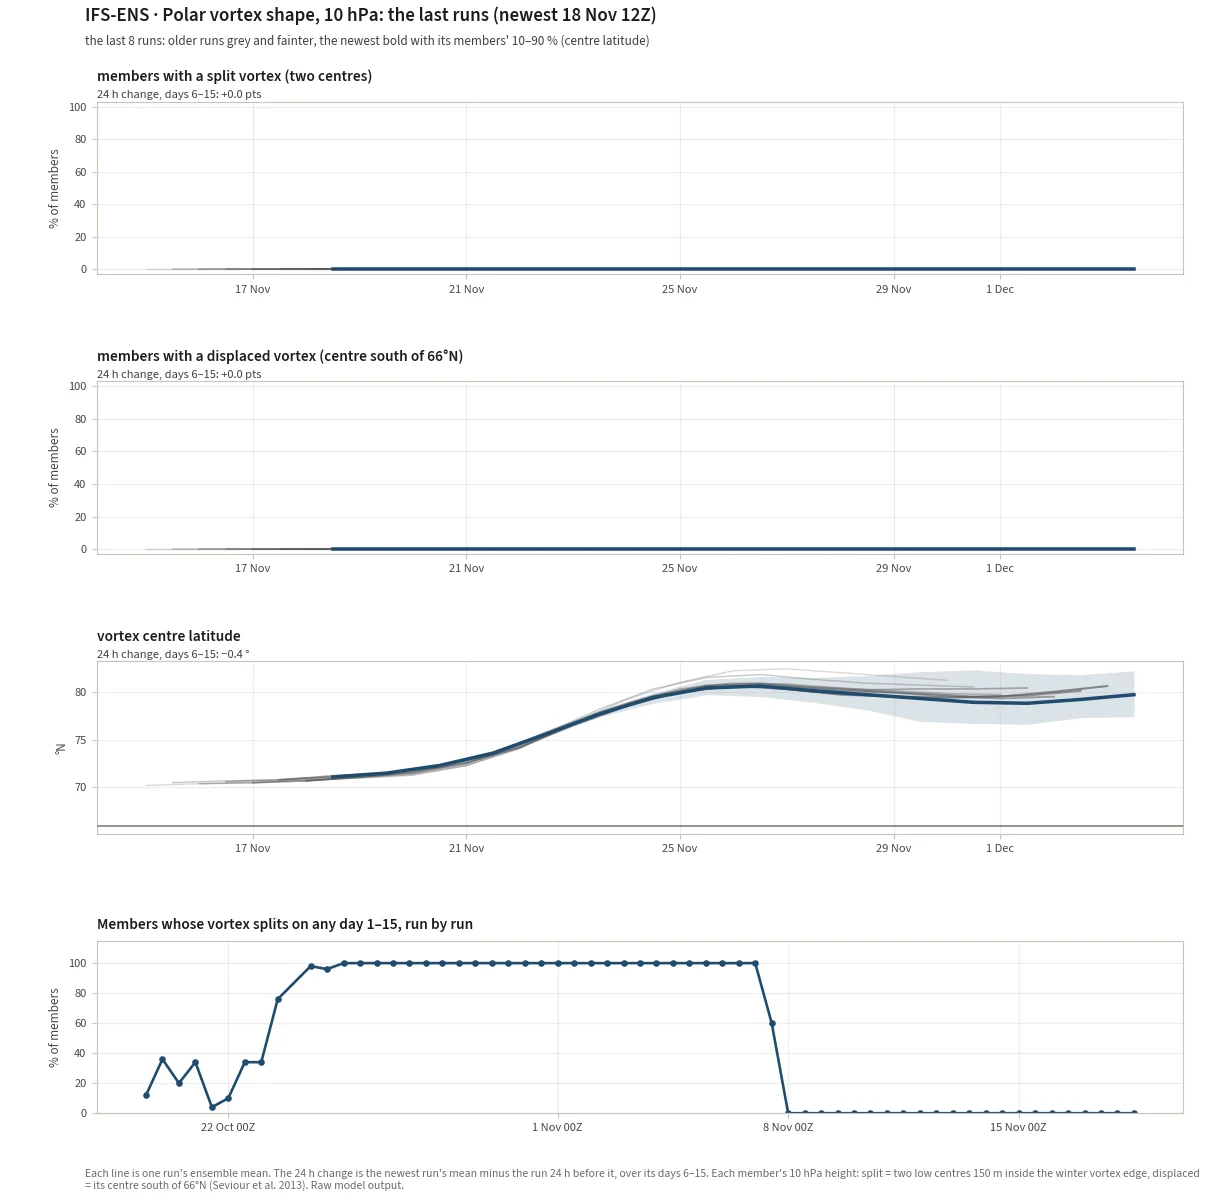 IFS-ENS · Polar vortex shape, 10 hPa: the last runs (newest 18 Nov 12Z)
the last 8 runs: older runs grey and fainter, the newest bold with its members' 10–90 % (centre latitude)
members with a split vortex (two centres)
24 h change, days 6–15: +0.0 pts
100
80
60
40
20
0
% of members
17 Nov
21 Nov
25 Nov
29 Nov
1 Dec
members with a displaced vortex (centre south of 66°N)
24 h change, days 6–15: +0.0 pts
100
80
60
40
20
0
% of members
17 Nov
21 Nov
25 Nov
29 Nov
1 Dec
vortex centre latitude
24 h change, days 6–15: −0.4 °
80
75
70
°N
17 Nov
21 Nov
25 Nov
29 Nov
1 Dec
Members whose vortex splits on any day 1–15, run by run
100
80
60
40
20
0
% of members
22 Oct 00Z
1 Nov 00Z
8 Nov 00Z
15 Nov 00Z
Each line is one run's ensemble mean. The 24 h change is the newest run's mean minus the run 24 h before it, over its days 6–15. Each member's 10 hPa height: split = two low centres 150 m inside the winter vortex edge, displaced
= its centre south of 66°N (Seviour et al. 2013). Raw model output.